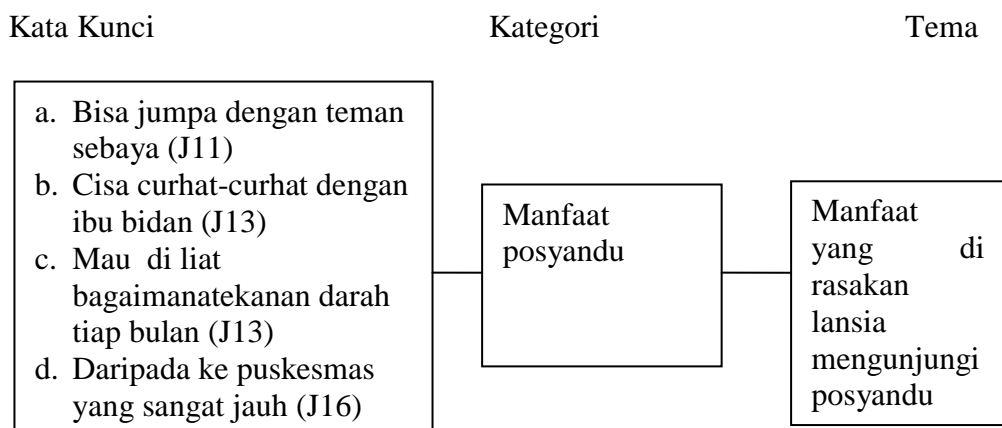 Kata Kunci Kategori Tema
a. Bisa jumpa dengan teman
sebaya (J11)
b. Cisa curhat-curhat dengan
ibu bidan (J13)
c. Mau di liat
bagaimanatekanan darah
tiap bulan (J13)
d. Daripada ke puskesmas
yang sangat jauh (J16)
Manfaat
posyandu
Manfaat
yang di
rasakan
lansia
mengunjungi
posyandu